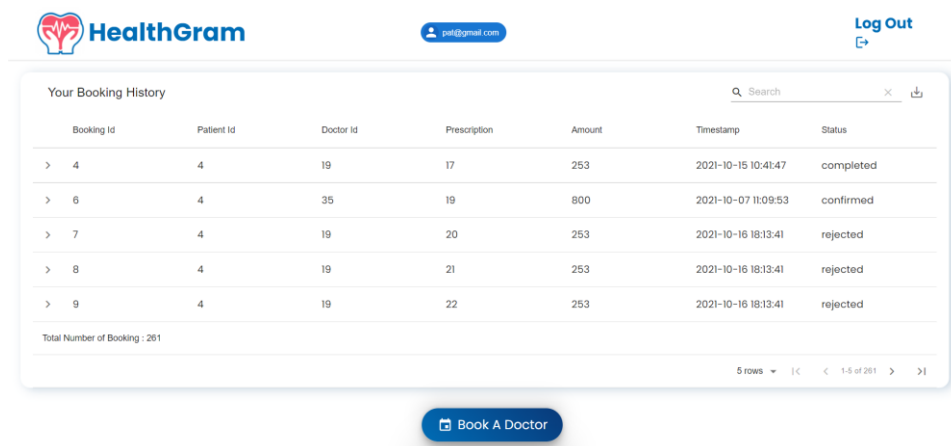 HealthGram
pat@gmail.com
Log Out
Your Booking History
Search
Booking Id Patient Id Doctor Id Prescription Amount Timestamp Status
4 4 19 17 253 2021-10-15 10:41:47 completed
6 4 35 19 800 2021-10-07 11:09:53 confirmed
7 4 19 20 253 2021-10-16 18:13:41 rejected
8 4 19 21 253 2021-10-16 18:13:41 rejected
9 4 19 22 253 2021-10-16 18:13:41 rejected
Total Number of Booking : 261
5 rows 1-5 of 261
Book A Doctor